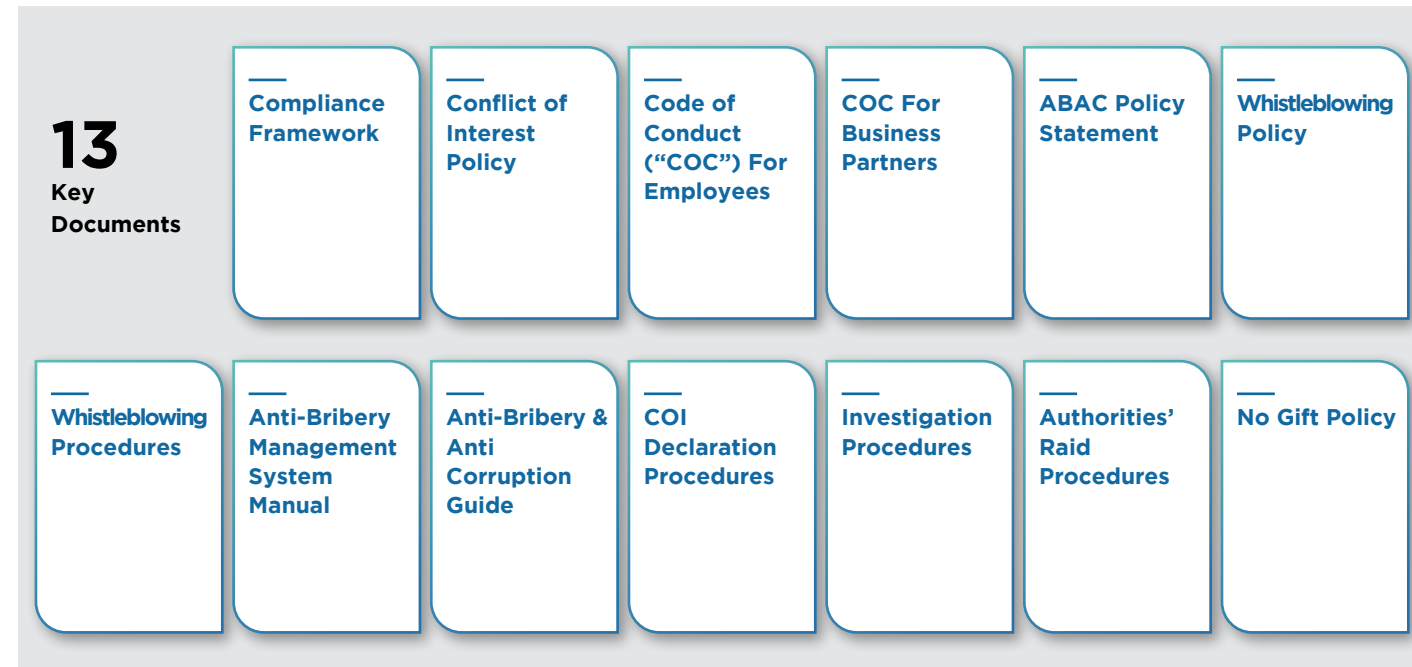 13
Key
Documents
Compliance
Framework
Conflict of
Interest
Policy
Code of
Conduct
(“COC”) For
Employees
COC For
Business
Partners
ABAC Policy
Statement
Whistleblowing
Policy
Whistleblowing
Procedures
Anti-Bribery
Management
System
Manual
Anti-Bribery &
Anti
Corruption
Guide
COI
Declaration
Procedures
Investigation
Procedures
Authorities’
Raid
Procedures
No Gift Policy